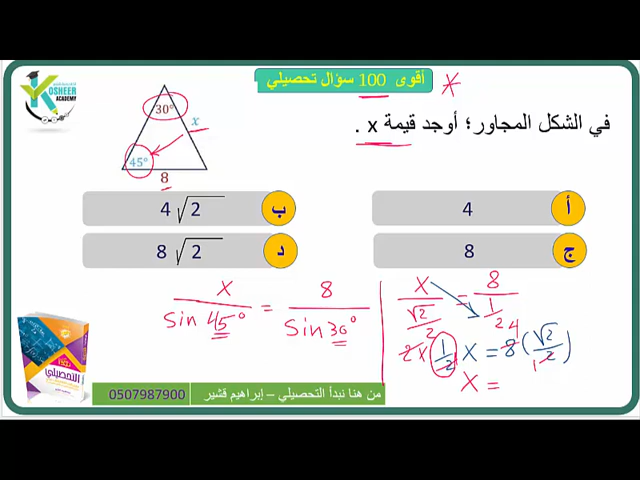 KOSHEER
ACADEMY
أقوى 100 سؤال تحصيلي
في الشكل المجاور؛ أوجد قيمة x .
30°
x
45°
8
أ 4
ب 4√2
ج 8
د 8√2
x / Sin 45° = 8 / Sin 30°
x / (√2/2) = 8 / (1/2)
2x 1/2 x = 8 (√2/2)
4
x =
التحصيلي
من هنا نبدأ التحصيلي – إبراهيم قشير 0507987900